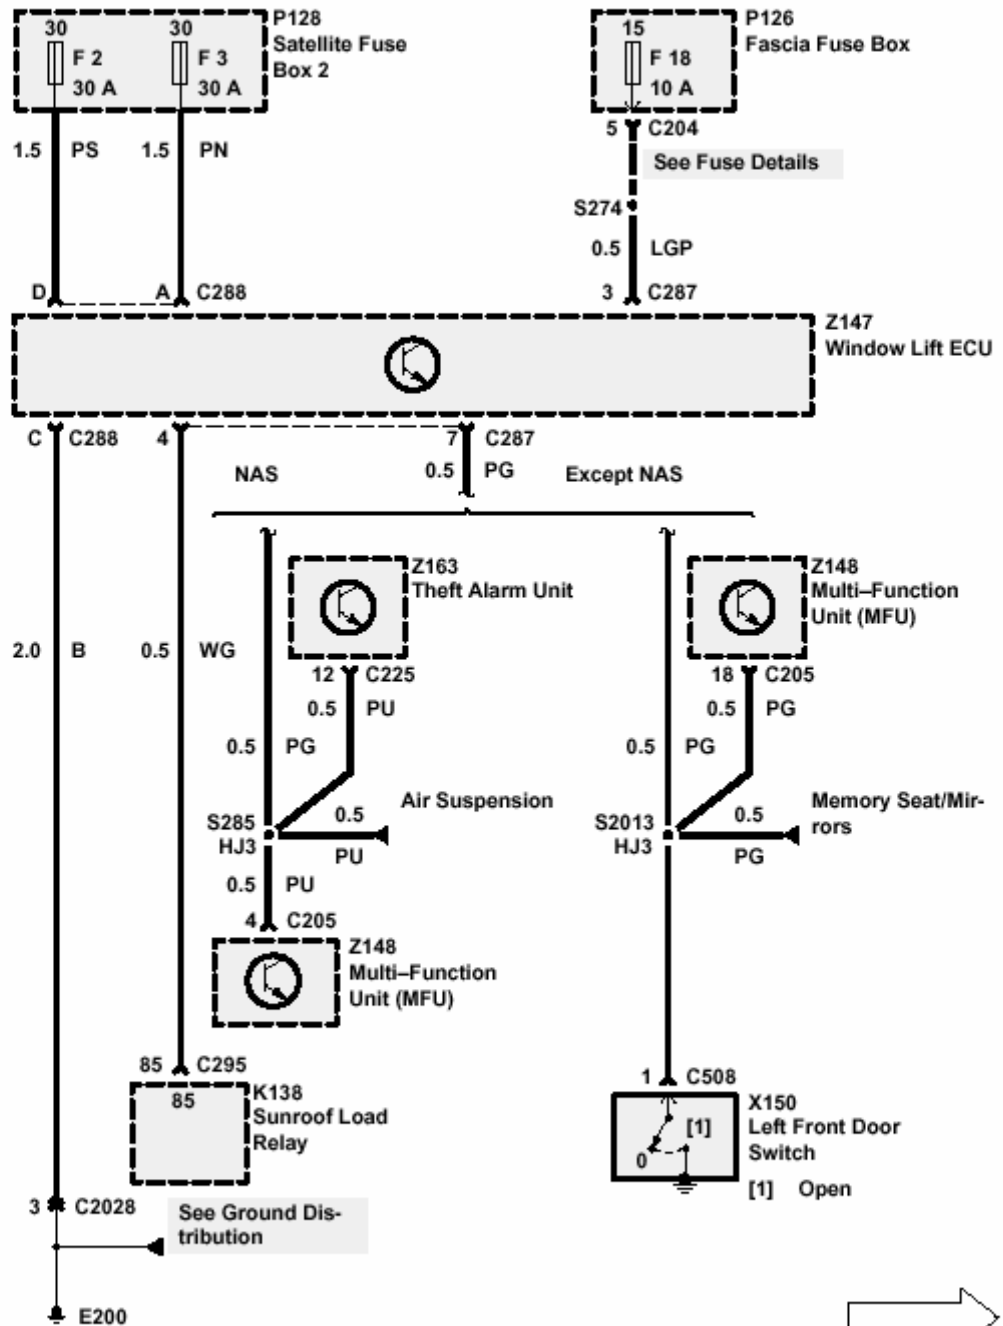 30
F 2
30 A
30
F 3
30 A
P128
Satellite Fuse
Box 2
15
F 18
10 A
P126
Fascia Fuse Box
5 C204
See Fuse Details
1.5 PS
1.5 PN
S274
0.5 LGP
D
A C288
3 C287
Z147
Window Lift ECU
C C288
4
7 C287
0.5 PG
NAS
Except NAS
Z163
Theft Alarm Unit
Z148
Multi–Function
Unit (MFU)
2.0 B
0.5 WG
12 C225
0.5 PU
18 C205
0.5 PG
0.5 PG
0.5 PG
Air Suspension
Memory Seat/Mir-
rors
S285
HJ3
0.5
PU
S2013
HJ3
0.5
PG
0.5 PU
4 C205
Z148
Multi–Function
Unit (MFU)
85 C295
85
K138
Sunroof Load
Relay
1 C508
[1]
0
X150
Left Front Door
Switch
[1] Open
3 C2028
See Ground Dis-
tribution
E200